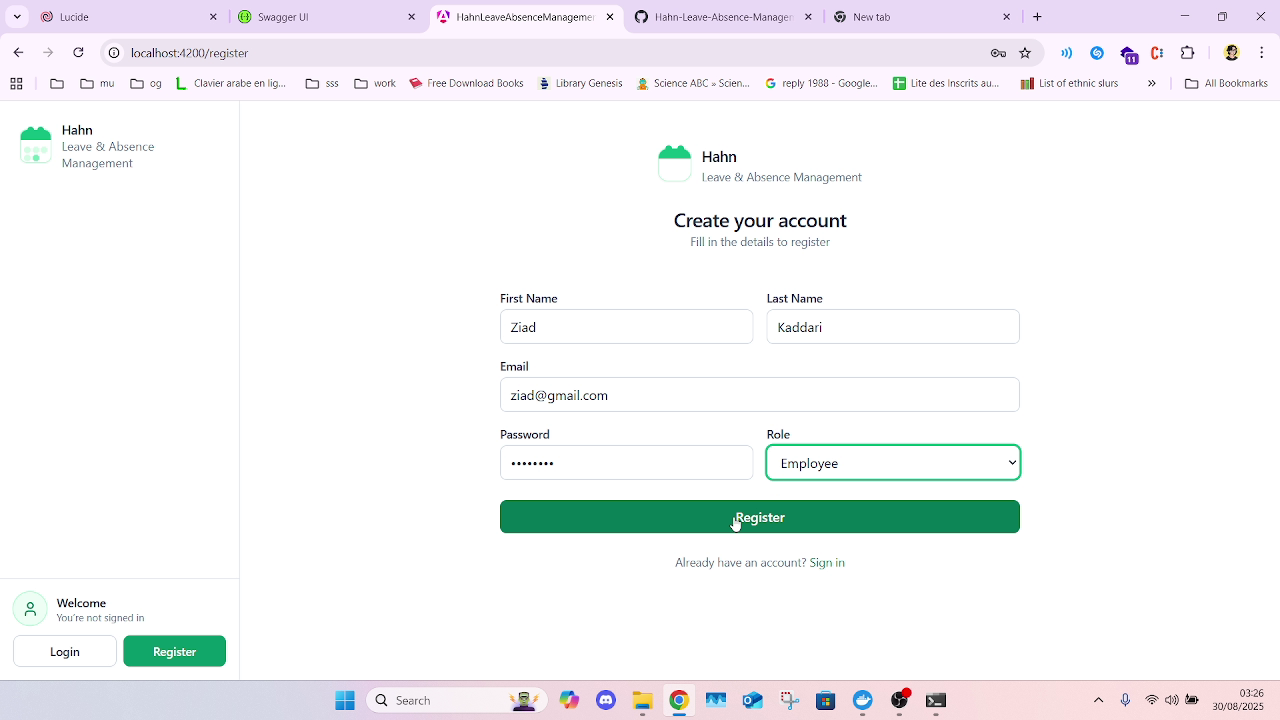 Lucide
Swagger UI
HahnLeaveAbsenceManagemen
Hahn-Leave-Absence-Managem
New tab
localhost:4200/register
11
mu
og
Clavier arabe en lig...
sss
work
Free Download Books
Library Genesis
Science ABC » Scien...
reply 1988 - Google...
Lite des Inscrits au...
List of ethnic slurs
»
All Bookmarks
Hahn
Leave & Absence
Management
Hahn
Leave & Absence Management
Create your account
Fill in the details to register
First Name
Last Name
Ziad
Kaddari
Email
ziad@gmail.com
Password
Role
••••••••
Employee
Register
Already have an account? Sign in
Welcome
You're not signed in
Login
Register
Search
03:26
30/08/2025